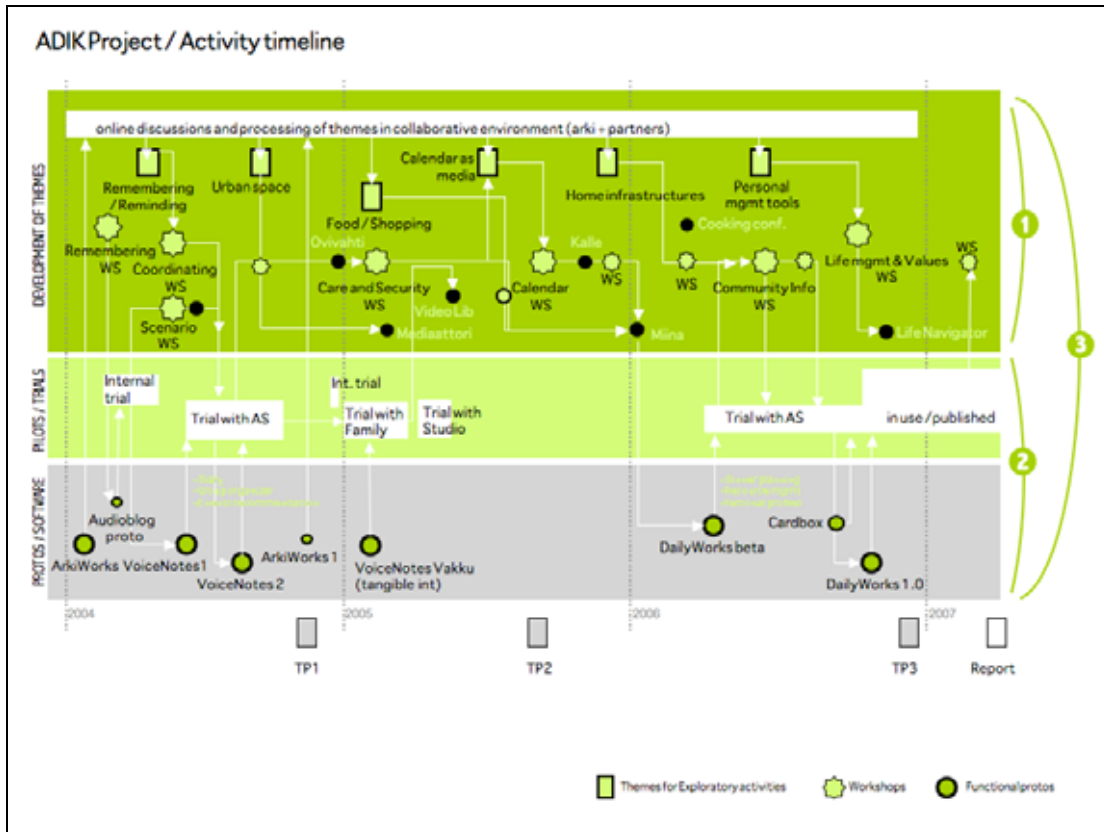 ADIK Project / Activity timeline
online discussions and processing of themes in collaborative environment (arki + partners)
DEVELOPMENT OF THEMES
Remembering
/ Reminding
Urban space
Food / Shopping
Calendar as
media
Home infrastructures
Personal
mgmt tools
Remembering
WS
Coordinating
WS
Scenario
WS
Ovivahti
Care and Security
WS
Video Lib
Mediaattori
Calendar
WS
Kalle
WS
Miina
Cooking conf.
WS
Community Info
WS
Life mgmt & Values
WS
Life Navigator
WS
1
2
3
PILOTS / TRIALS
Internal
trial
Trial with AS
Int. trial
Trial with
Family
Trial with
Studio
Trial with AS
in use / published
PROTOS / SOFTWARE
Audioblog
proto
ArkiWorks
VoiceNotes 1
VoiceNotes 2
ArkiWorks 1
VoiceNotes Vakku
(tangible int)
DailyWorks beta
Cardbox
DailyWorks 1.0
2004
2005
2006
2007
TP1
TP2
TP3
Report
Themes for Exploratory activities
Workshops
Functional protos